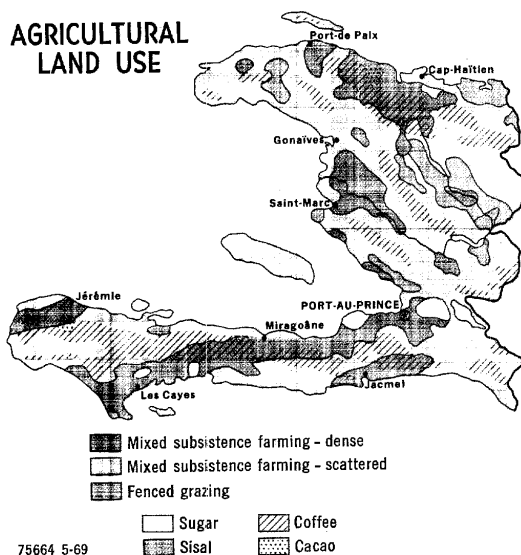 AGRICULTURAL
LAND USE
Port-de Paix
Cap-Haïtien
Gonaïves
Saint-Marc
Jérémie
PORT-AU-PRINCE
Miragoâne
Les Cayes
Jacmel
Mixed subsistence farming - dense
Mixed subsistence farming - scattered
Fenced grazing
Sugar
Coffee
Sisal
Cacao
75664 5-69